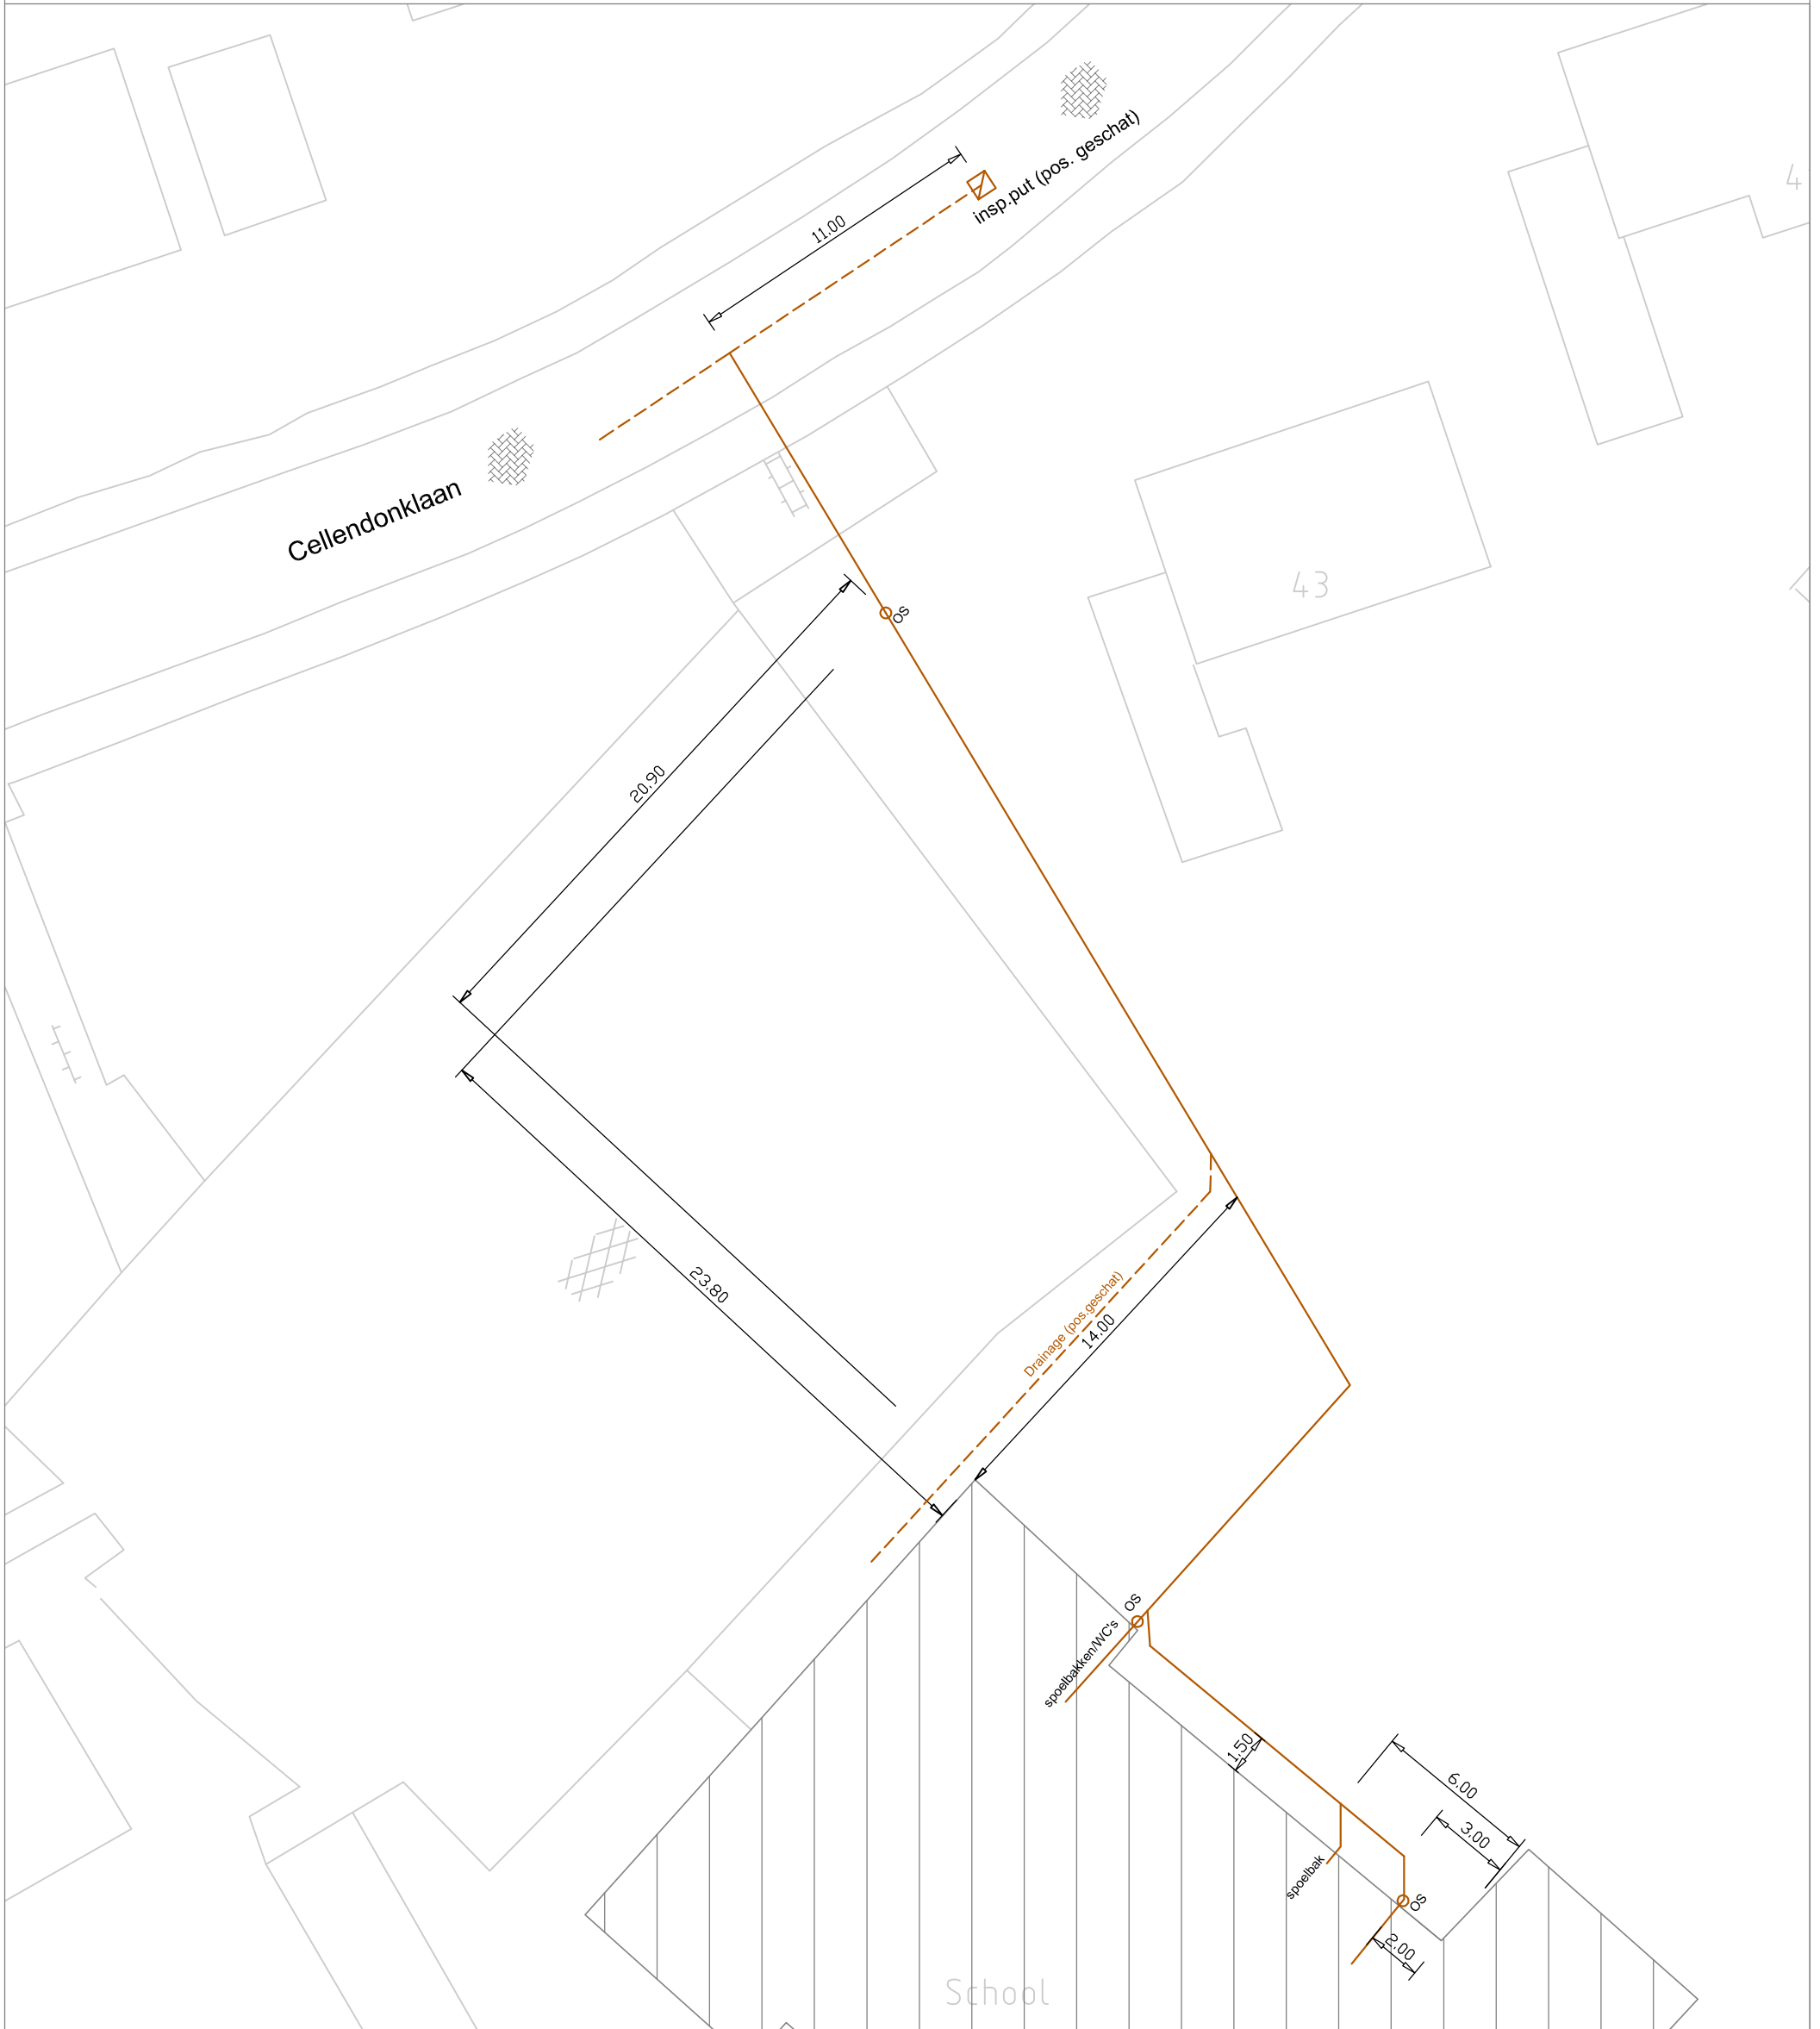 4
insp.put (pos. geschat)
11.00
Cellendonklaan
43
OS
20.90
23.80
Drainage (pos.geschat)
14.00
OS
spoelbakken/WC's
1.50
6.00
3.00
spoelbak
OS
2.00
School